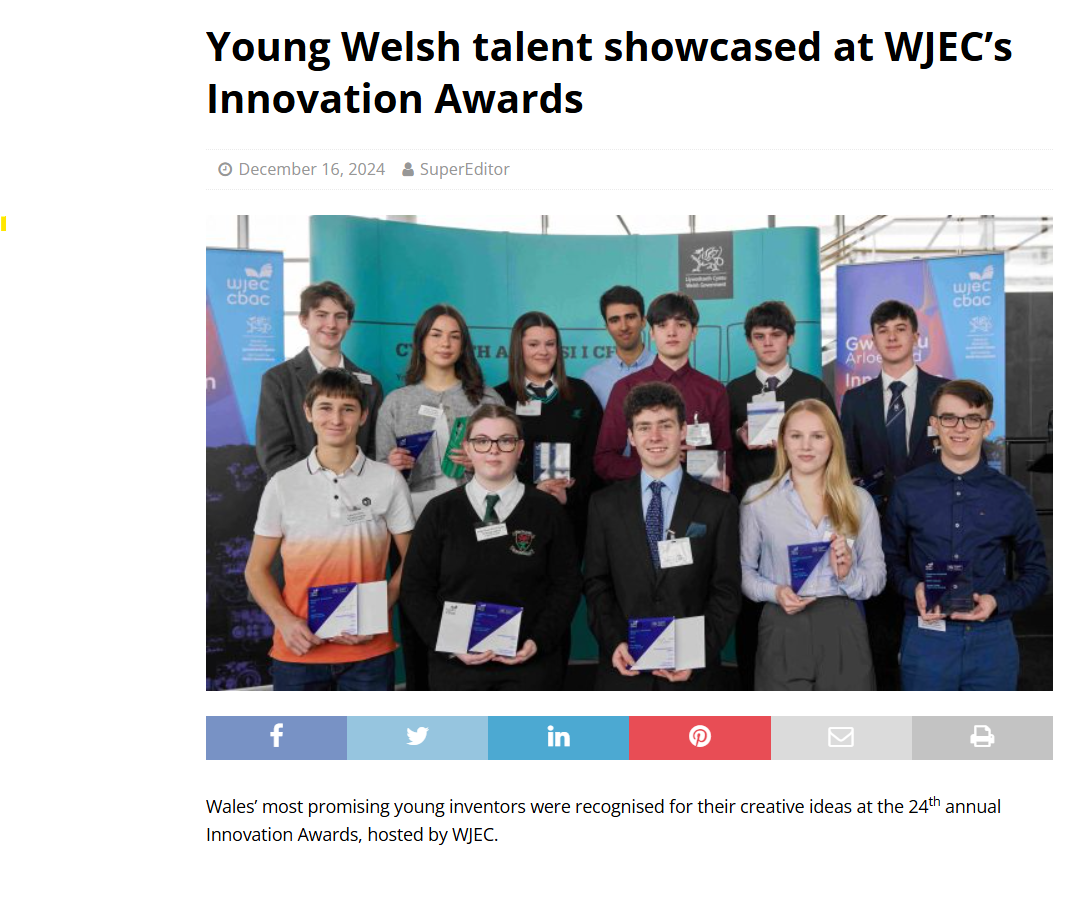 Young Welsh talent showcased at WJEC’s
Innovation Awards
December 16, 2024 SuperEditor
Llywodraeth Cymru
Welsh Government
wjec
cbac
wjec
cbac
Wales’ most promising young inventors were recognised for their creative ideas at the 24th annual
Innovation Awards, hosted by WJEC.